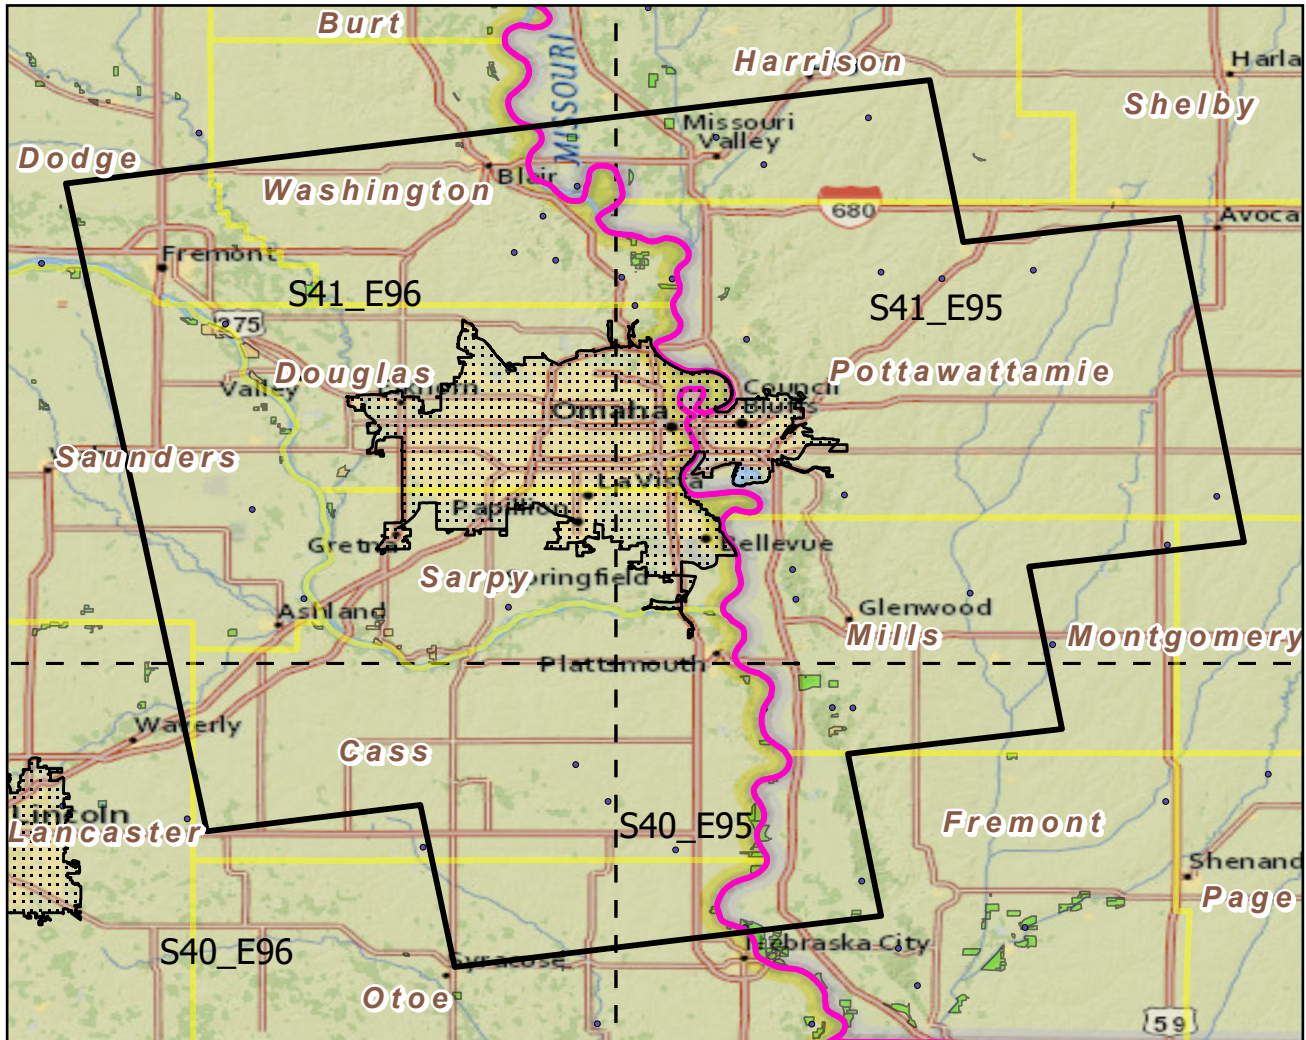 Burt
MISSOURI
Harrison
Harla
Shelby
Missouri
Valley
Dodge
Blair
Washington
680
Avoca
Fremont
S41_E96
S41_E95
275
Douglas
Valley
Pottawattamie
Council
Bluffs
Omaha
Saunders
La Vista
Papillion
Gretna
Bellevue
Sarpy
Springfield
Ashland
Glenwood
Mills
Montgomery
Plattsmouth
Waverly
Cass
Lincoln
Lancaster
S40_E95
Fremont
Shenand
Page
S40_E96
Nebraska City
Syracuse
Otoe
59